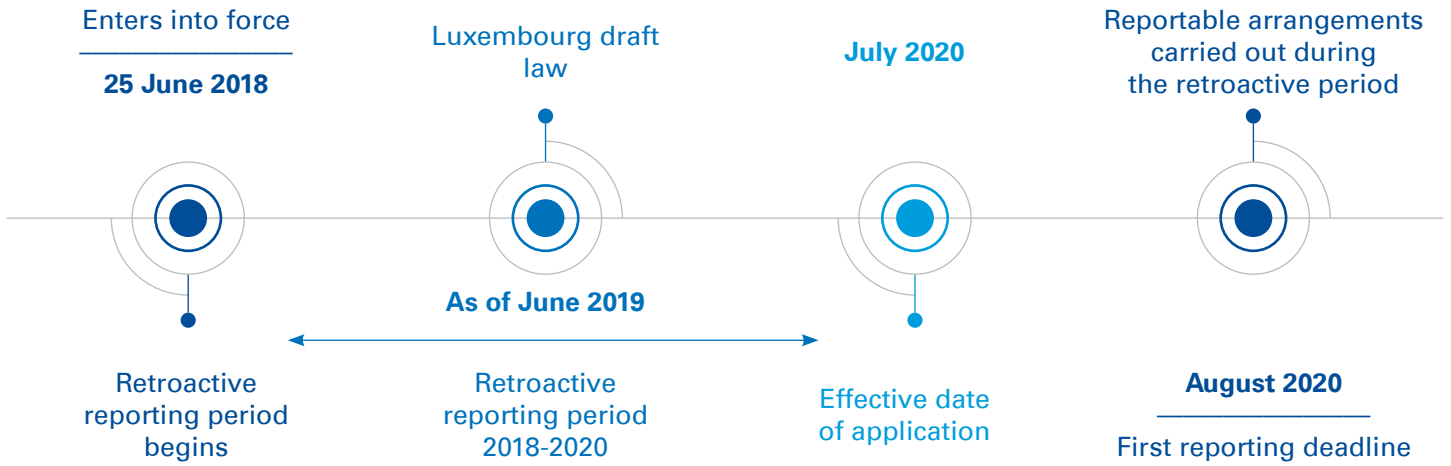 Enters into force
25 June 2018
Retroactive
reporting period
begins
Luxembourg draft
law
As of June 2019
Retroactive
reporting period
2018-2020
July 2020
Effective date
of application
Reportable arrangements
carried out during
the retroactive period
August 2020
First reporting deadline